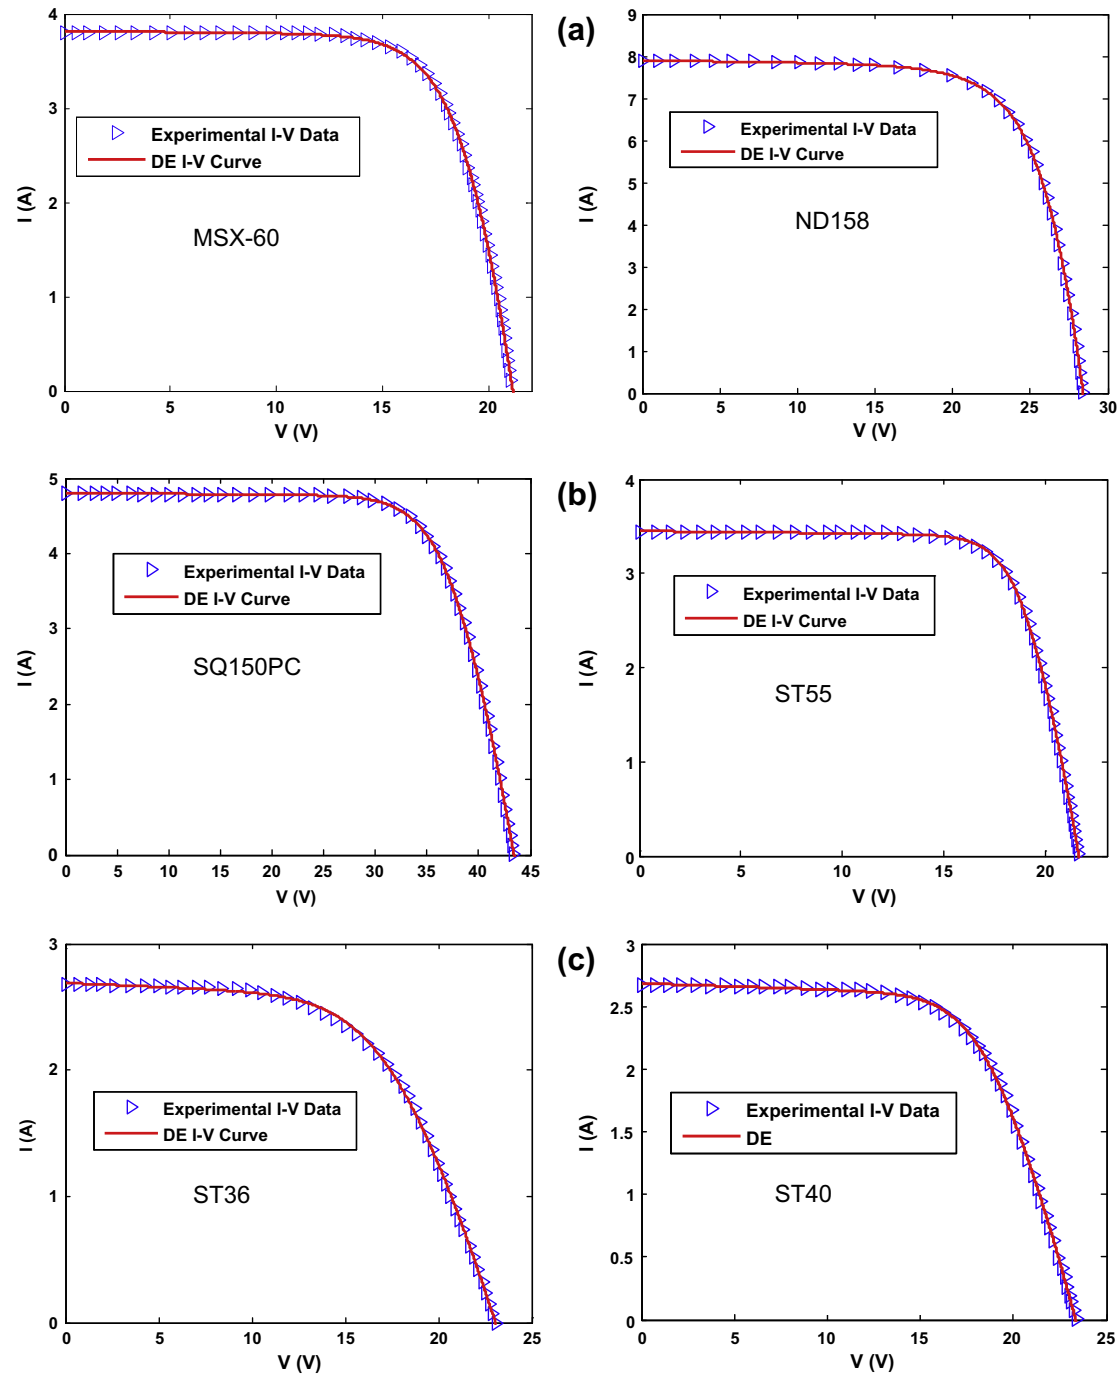 (a)
4
3
2
1
0
I (A)
Experimental I-V Data
DE I-V Curve
MSX-60
0 5 10 15 20
V (V)
9
8
7
6
5
4
3
2
1
0
I (A)
Experimental I-V Data
DE I-V Curve
ND158
0 5 10 15 20 25 30
V (V)
(b)
5
4
3
2
1
0
I (A)
Experimental I-V Data
DE I-V Curve
SQ150PC
0 5 10 15 20 25 30 35 40 45
V (V)
4
3
2
1
0
I (A)
Experimental I-V Data
DE I-V Curve
ST55
0 5 10 15 20
V (V)
(c)
3
2
1
0
I (A)
Experimental I-V Data
DE I-V Curve
ST36
0 5 10 15 20 25
V (V)
3
2.5
2
1.5
1
0.5
0
I (A)
Experimental I-V Data
DE
ST40
0 5 10 15 20 25
V (V)